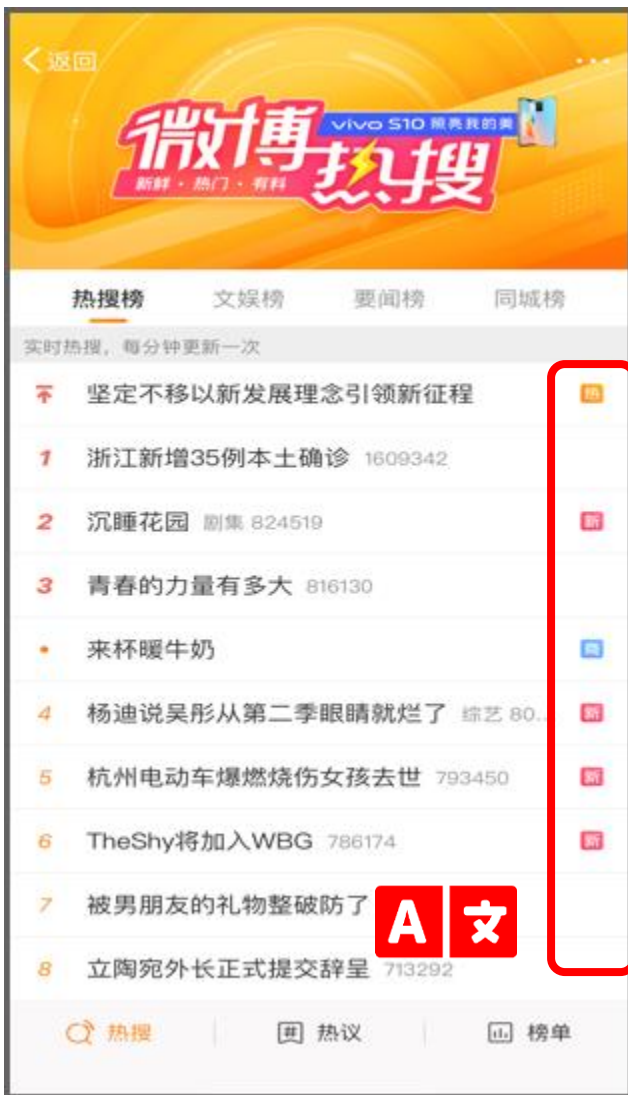 返回
vivo S10 照亮我的美
微博
热搜
新鲜·热门·有料
热搜榜 文娱榜 要闻榜 同城榜
实时热搜，每分钟更新一次
坚定不移以新发展理念引领新征程 热
1 浙江新增35例本土确诊 1609342
2 沉睡花园 剧集 824519 新
3 青春的力量有多大 816130
• 来杯暖牛奶 商
4 杨迪说吴彤从第二季眼睛就烂了 综艺 80.. 新
5 杭州电动车爆燃烧伤女孩去世 793450 新
6 TheShy将加入WBG 786174 新
7 被男朋友的礼物整破防了
A 文
8 立陶宛外长正式提交辞呈 713292
热搜 # 热议 榜单